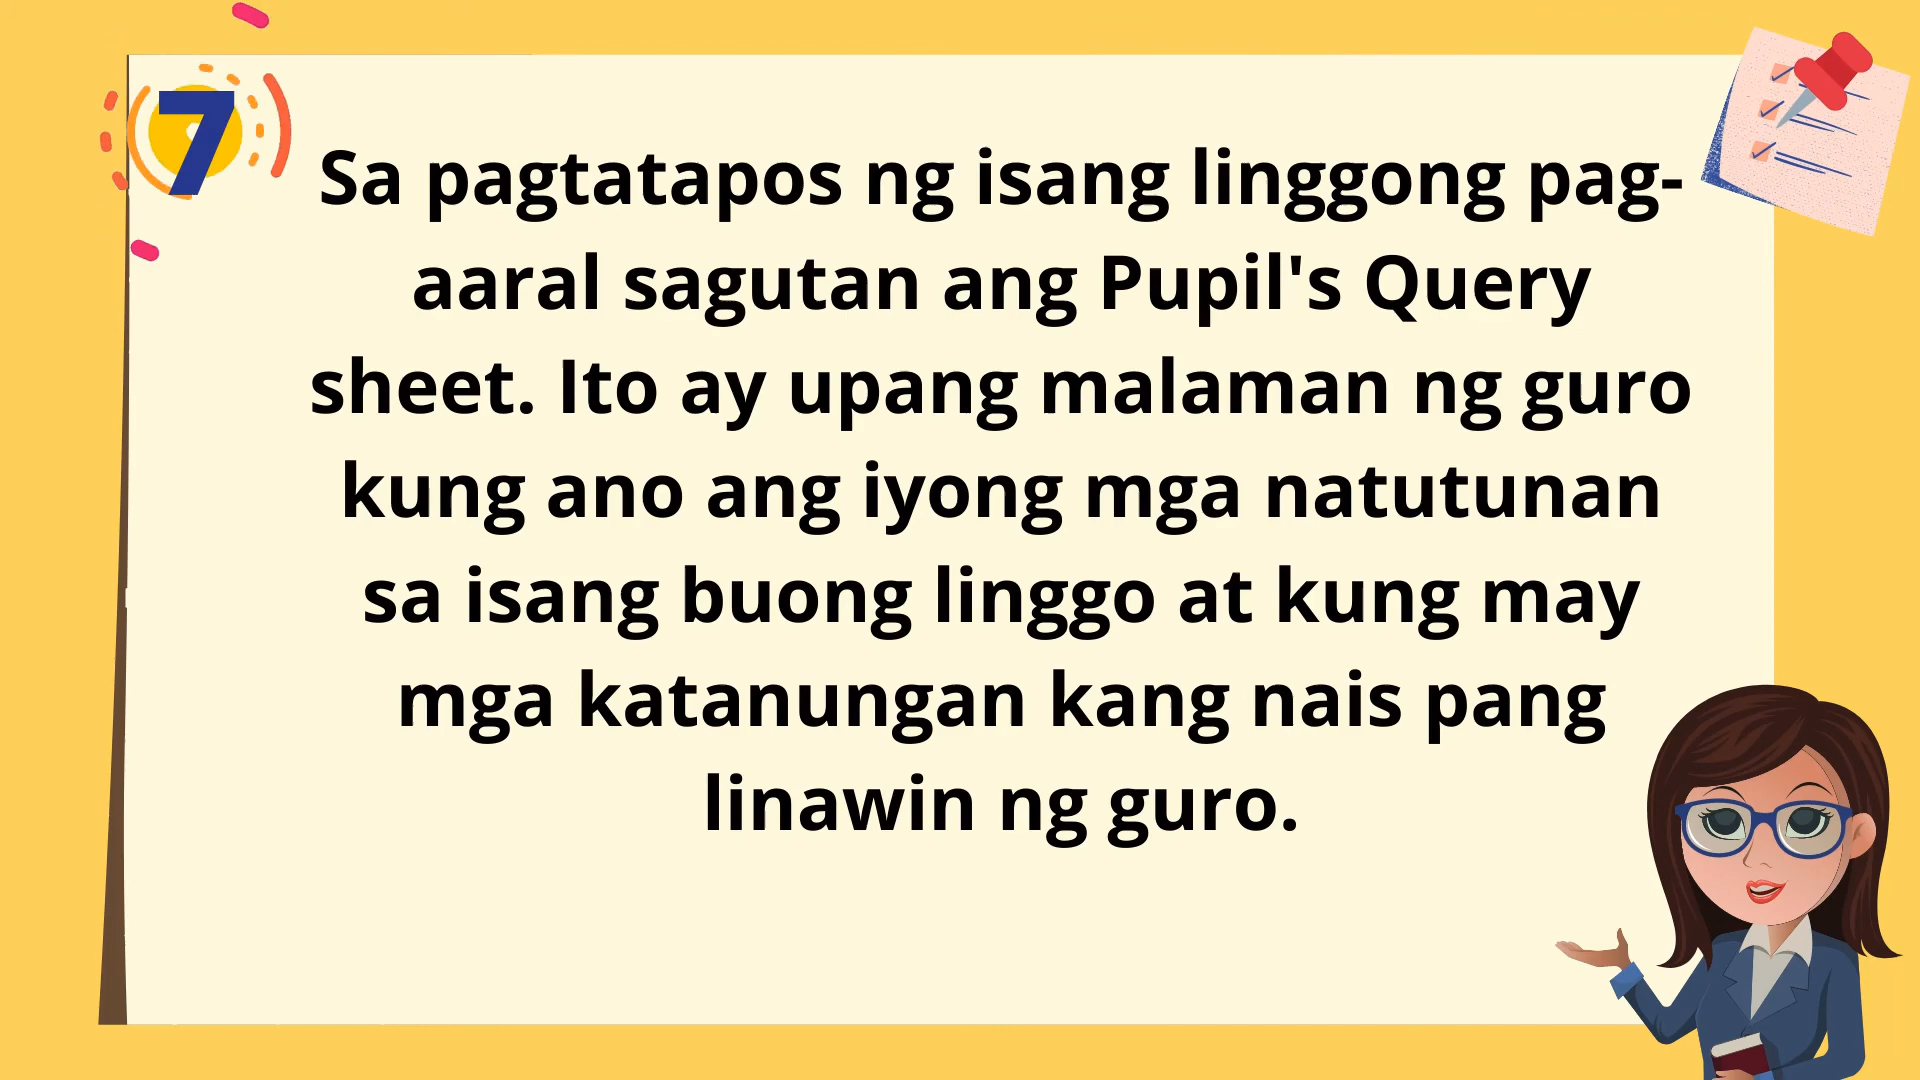 7
Sa pagtatapos ng isang linggong pag-
aaral sagutan ang Pupil's Query
sheet. Ito ay upang malaman ng guro
kung ano ang iyong mga natutunan
sa isang buong linggo at kung may
mga katanungan kang nais pang
linawin ng guro.